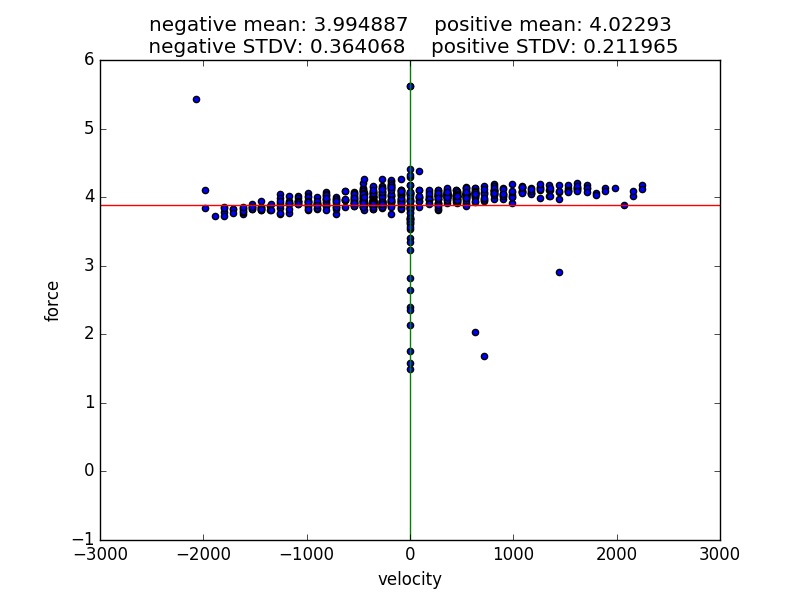 negative mean: 3.994887 positive mean: 4.02293
negative STDV: 0.364068 positive STDV: 0.211965
6
5
4
3
2
1
0
−1
−3000 −2000 −1000 0 1000 2000 3000
force
velocity